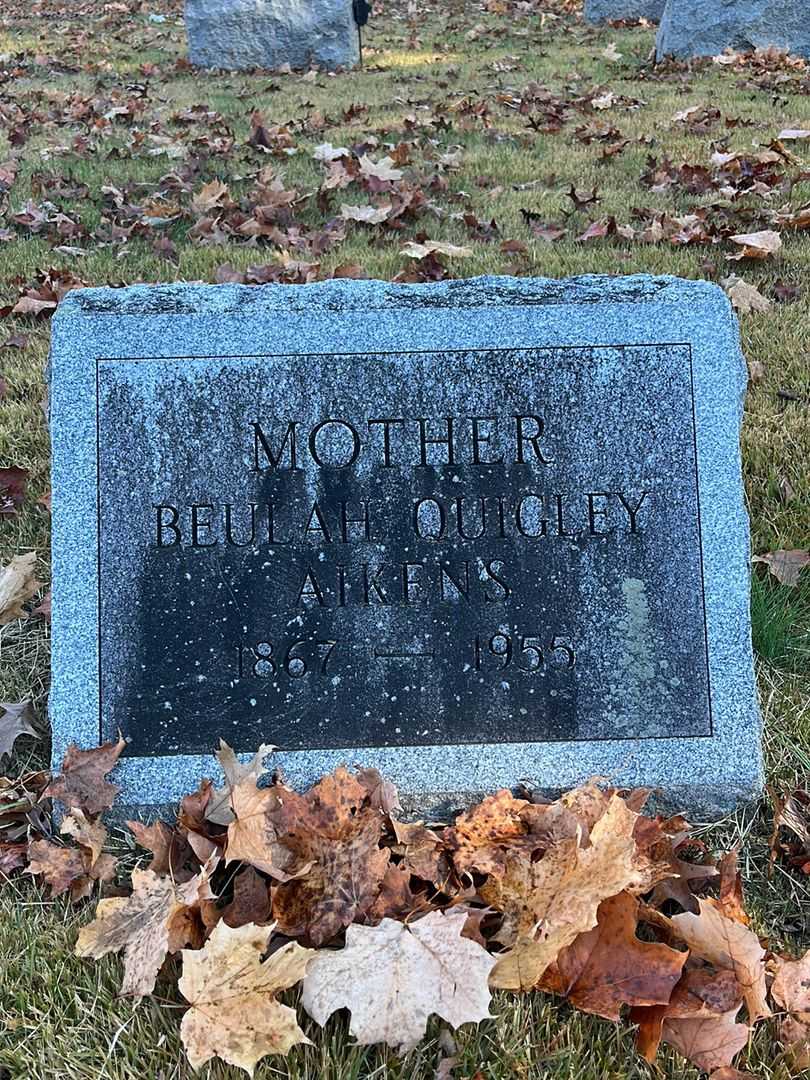 MOTHER
BEULAH QUIGLEY
AIKENS
1867 — 1955